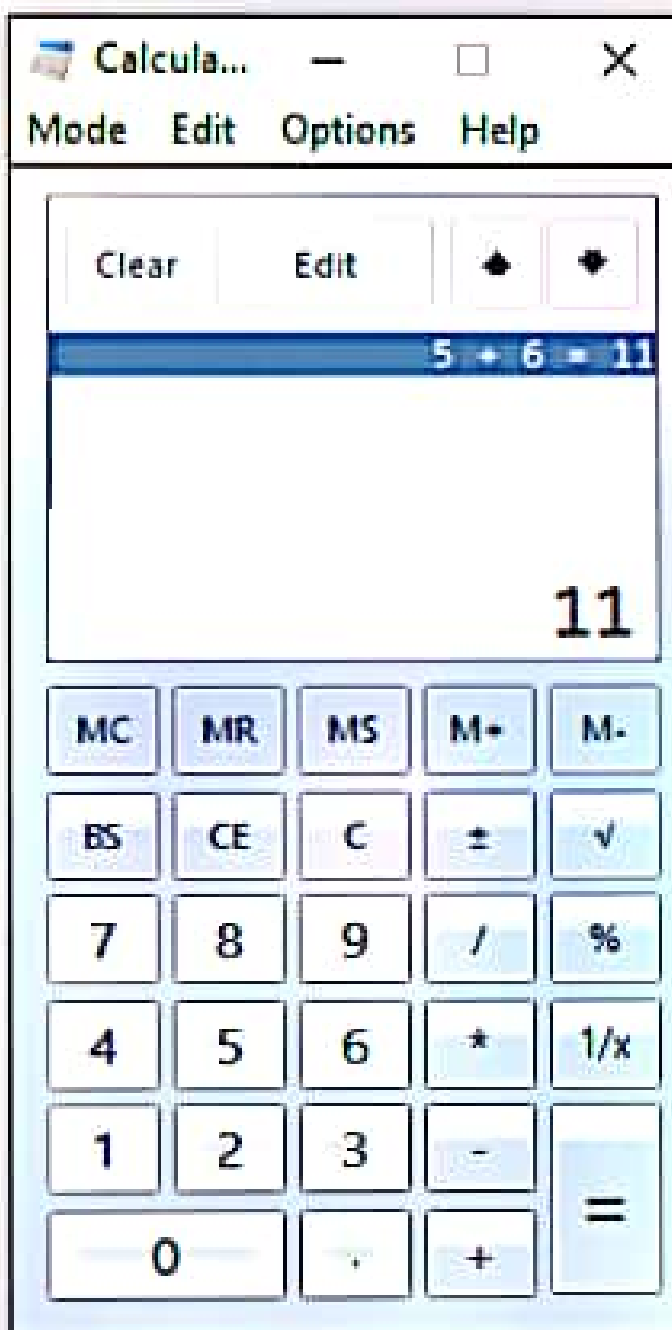 Calcula...
Mode Edit Options Help
Clear Edit
5 + 6 = 11
11
MC MR MS M+ M-
BS CE C ± √
7 8 9 / %
4 5 6 * 1/x
1 2 3 - =
0 . +